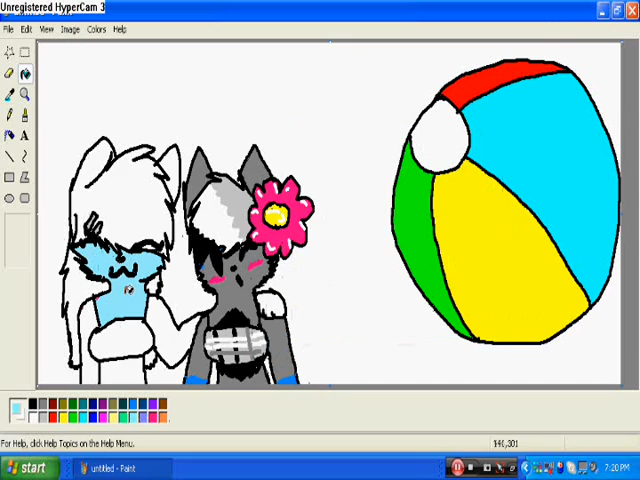 Unregistered HyperCam 3
File Edit View Image Colors Help
A
For Help, click Help Topics on the Help Menu.
140,301
start
untitled - Paint
7:20 PM